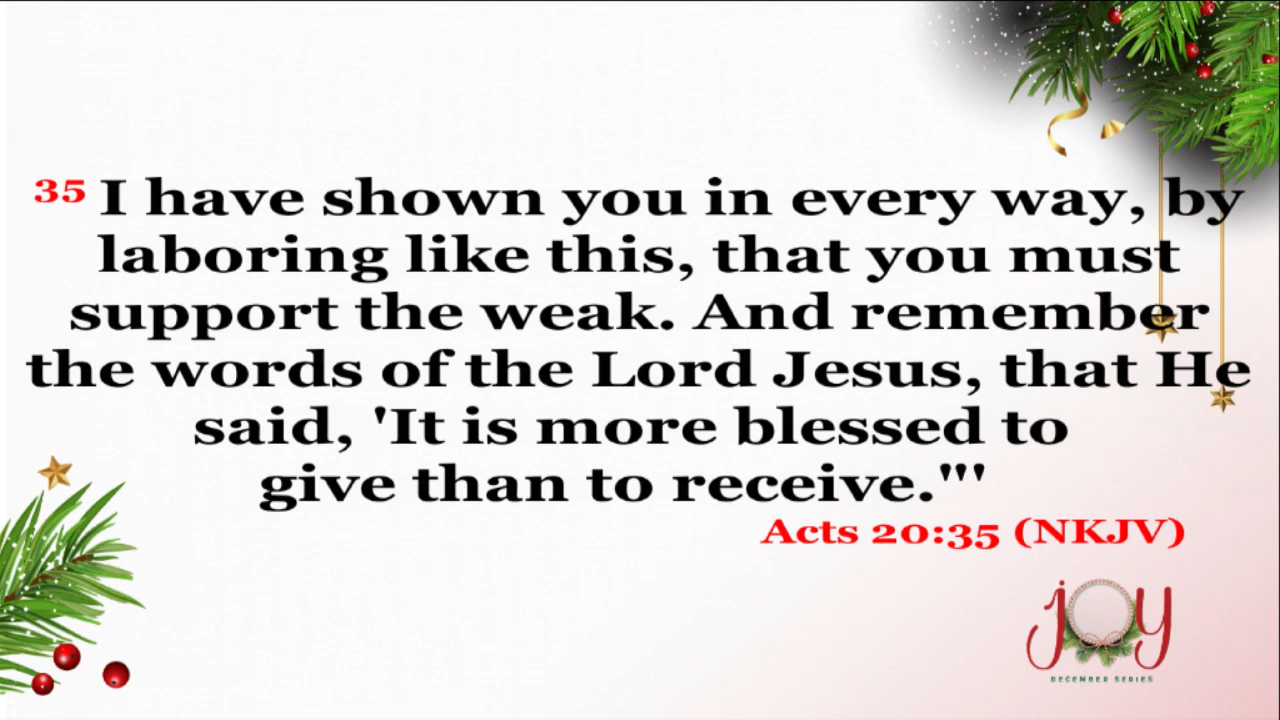 35 I have shown you in every way, by
laboring like this, that you must
support the weak. And remember
the words of the Lord Jesus, that He
said, 'It is more blessed to
give than to receive."'
Acts 20:35 (NKJV)
joy
DECEMBER SERIES